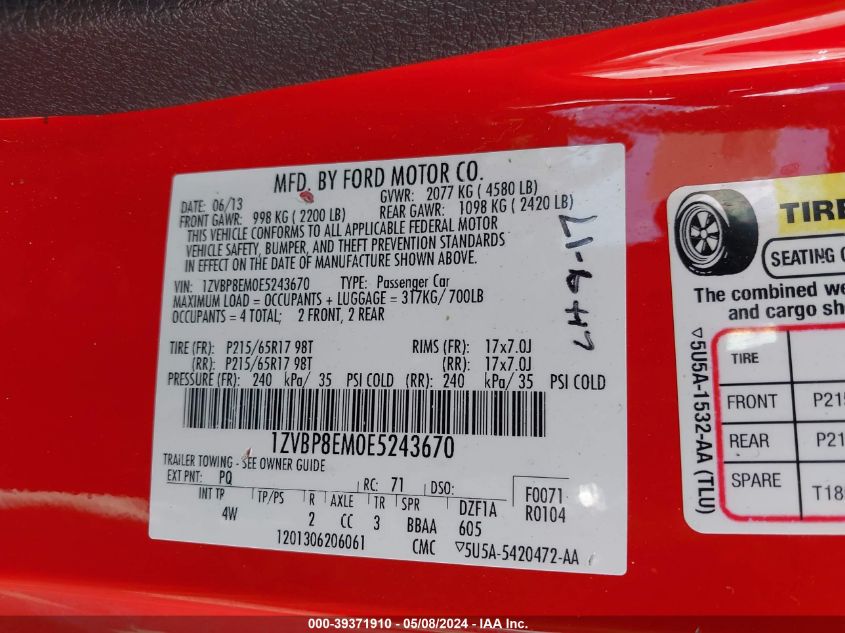 MFD. BY FORD MOTOR CO.
DATE: 06/13 GVWR: 2077 KG ( 4580 LB)
FRONT GAWR: 998 KG ( 2200 LB) REAR GAWR: 1098 KG ( 2420 LB)
THIS VEHICLE CONFORMS TO ALL APPLICABLE FEDERAL MOTOR
VEHICLE SAFETY, BUMPER, AND THEFT PREVENTION STANDARDS
IN EFFECT ON THE DATE OF MANUFACTURE SHOWN ABOVE.
VIN: 1ZVBP8EM0E5243670 TYPE: Passenger Car
MAXIMUM LOAD = OCCUPANTS + LUGGAGE = 317KG/700LB
OCCUPANTS = 4 TOTAL; 2 FRONT, 2 REAR
TIRE (FR): P215/65R17 98T RIMS (FR): 17x7.0J
(RR): P215/65R17 98T (RR): 17x7.0J
PRESSURE (FR): 240 kPa/ 35 PSI COLD (RR): 240 kPa/ 35 PSI COLD
1ZVBP8EM0E5243670
TRAILER TOWING - SEE OWNER GUIDE
EXT PNT: PQ RC: 71 DSO: F0071
INT TP TP/PS R AXLE TR SPR DZF1A R0104
4W 2 CC 3 BBAA 605
1201306206061 CMC ▽5U5A-5420472-AA
TIRE
SEATING
The combined
and cargo
TIRE
FRONT P215
REAR
SPARE
▽5U5A-1532-AA (TLU)
000-39371910 - 05/08/2024 - IAA Inc.